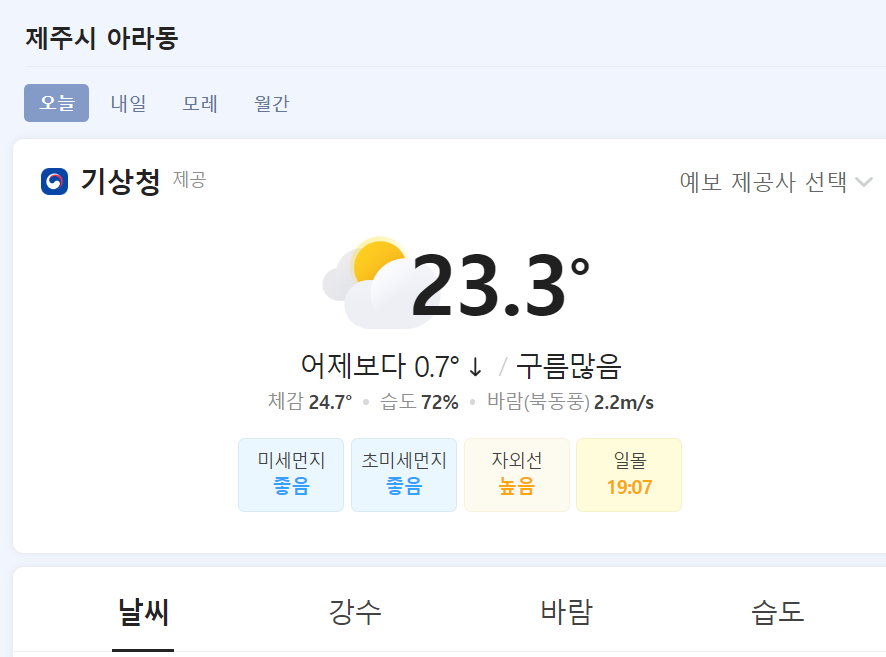 제주시 아라동
오늘 내일 모레 월간
기상청 제공 예보 제공사 선택
23.3°
어제보다 0.7° ↓ / 구름많음
체감 24.7° • 습도 72% • 바람(북동풍) 2.2m/s
미세먼지 초미세먼지 자외선 일몰
좋음 좋음 높음 19:07
날씨 강수 바람 습도